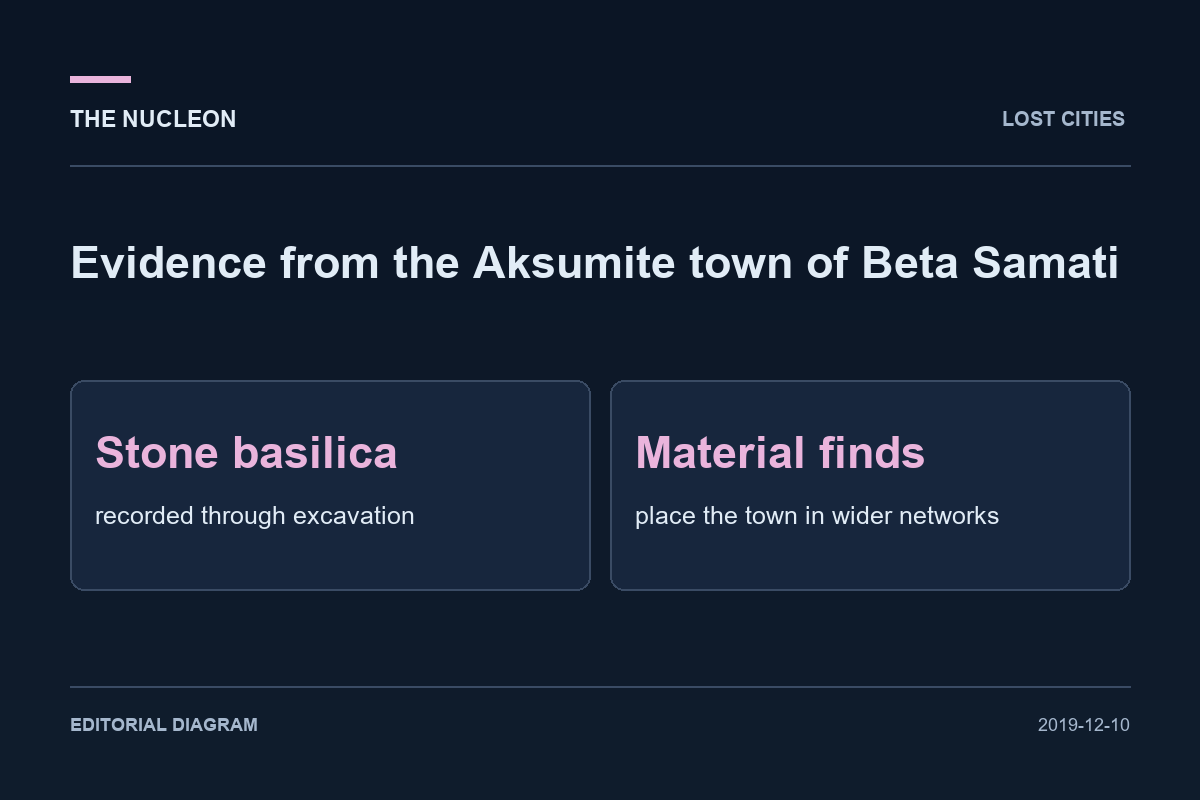 THE NUCLEON
LOST CITIES
Evidence from the Aksumite town of Beta Samati
Stone basilica
recorded through excavation
Material finds
place the town in wider networks
EDITORIAL DIAGRAM
2019-12-10